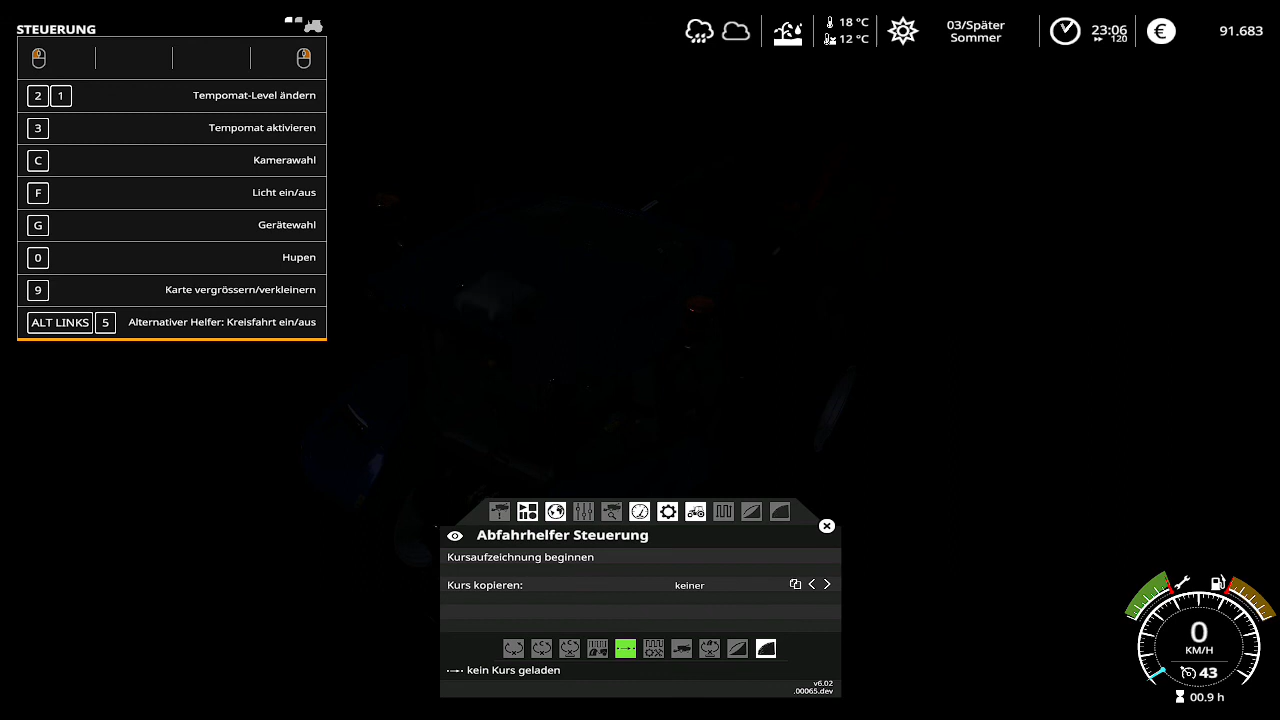 STEUERUNG
2 1 Tempomat-Level ändern
3 Tempomat aktivieren
C Kamerawahl
F Licht ein/aus
G Gerätewahl
0 Hupen
9 Karte vergrössern/verkleinern
ALT LINKS 5 Alternativer Helfer: Kreisfahrt ein/aus
18 °C
12 °C
03/Später
Sommer
23:06
120
€ 91.683
Abfahrhelfer Steuerung
Kursaufzeichnung beginnen
Kurs kopieren: keiner
kein Kurs geladen
v6.02
.00065.dev
0
KM/H
43
00.9 h